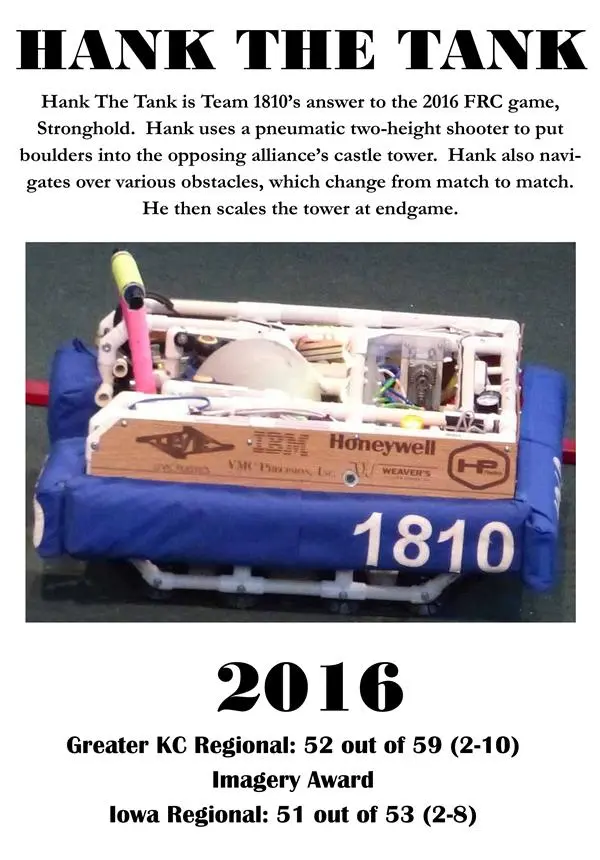 HANK THE TANK
Hank The Tank is Team 1810's answer to the 2016 FRC game,
Stronghold.  Hank uses a pneumatic two-height shooter to put
boulders into the opposing alliance's castle tower.  Hank also navi-
gates over various obstacles, which change from match to match.
He then scales the tower at endgame.
IBM Honeywell
VMC PRECISION, INC. WEAVER'S HP
1810
2016
Greater KC Regional: 52 out of 59 (2-10)
Imagery Award
Iowa Regional: 51 out of 53 (2-8)